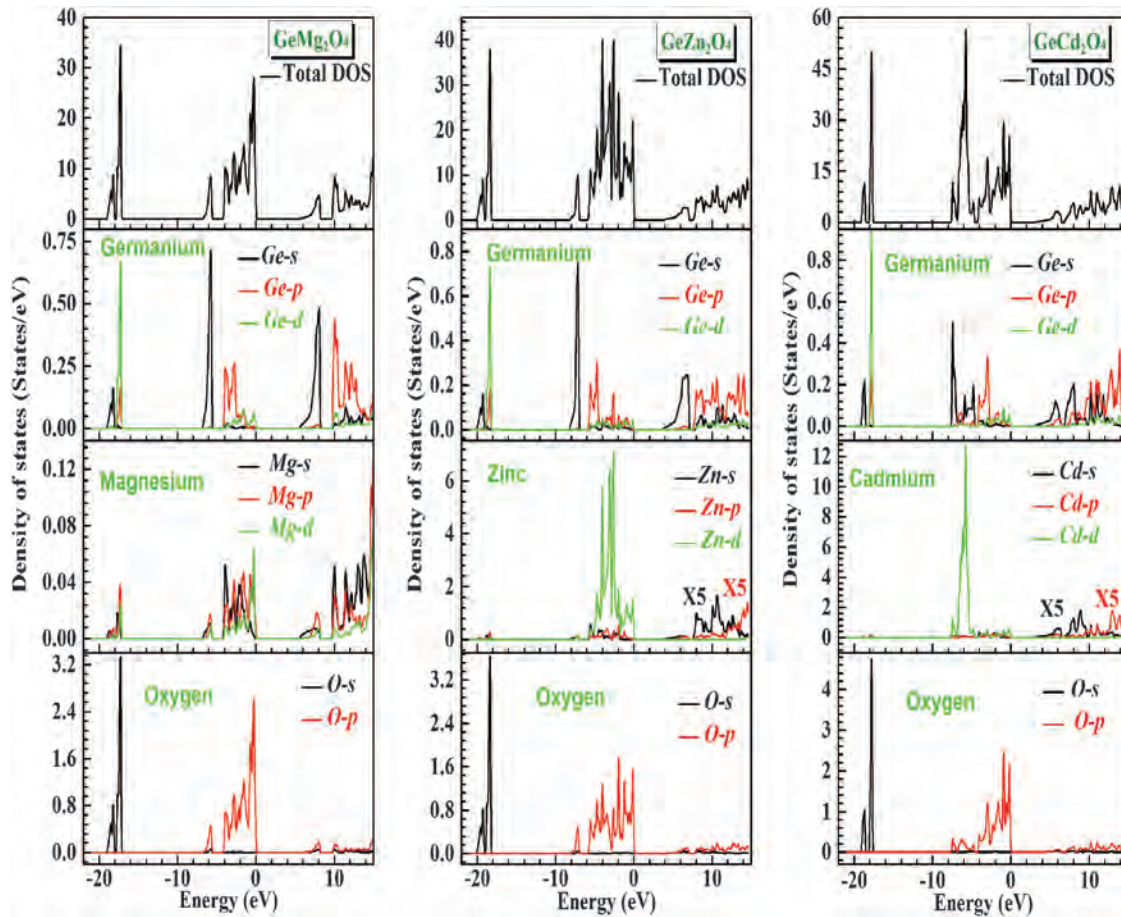 GeMg₂O₄
Total DOS
40
30
20
10
0
Germanium
Ge-s
Ge-p
Ge-d
0.75
0.50
0.25
0.00
Magnesium
Mg-s
Mg-p
Mg-d
0.12
0.08
0.04
0.00
Oxygen
O-s
O-p
3.2
2.4
1.6
0.8
0.0
-20 -10 0 10
Energy (eV)
Density of states (States/eV)
GeZn₂O₄
Total DOS
40
30
20
10
0
Germanium
Ge-s
Ge-p
Ge-d
0.8
0.6
0.4
0.2
0.0
Zinc
Zn-s
Zn-p
Zn-d
X5
X5
6
4
2
0
Oxygen
O-s
O-p
3.2
2.4
1.6
0.8
0.0
-20 -10 0 10
Energy (eV)
Density of states (States/eV)
GeCd₂O₄
Total DOS
60
45
30
15
0
Germanium
Ge-s
Ge-p
Ge-d
0.8
0.6
0.4
0.2
0.0
Cadmium
Cd-s
Cd-p
Cd-d
X5
X5
12
10
8
6
4
2
0
Oxygen
O-s
O-p
4
3
2
1
0
-20 -10 0 10
Energy (eV)
Density of states (States/eV)